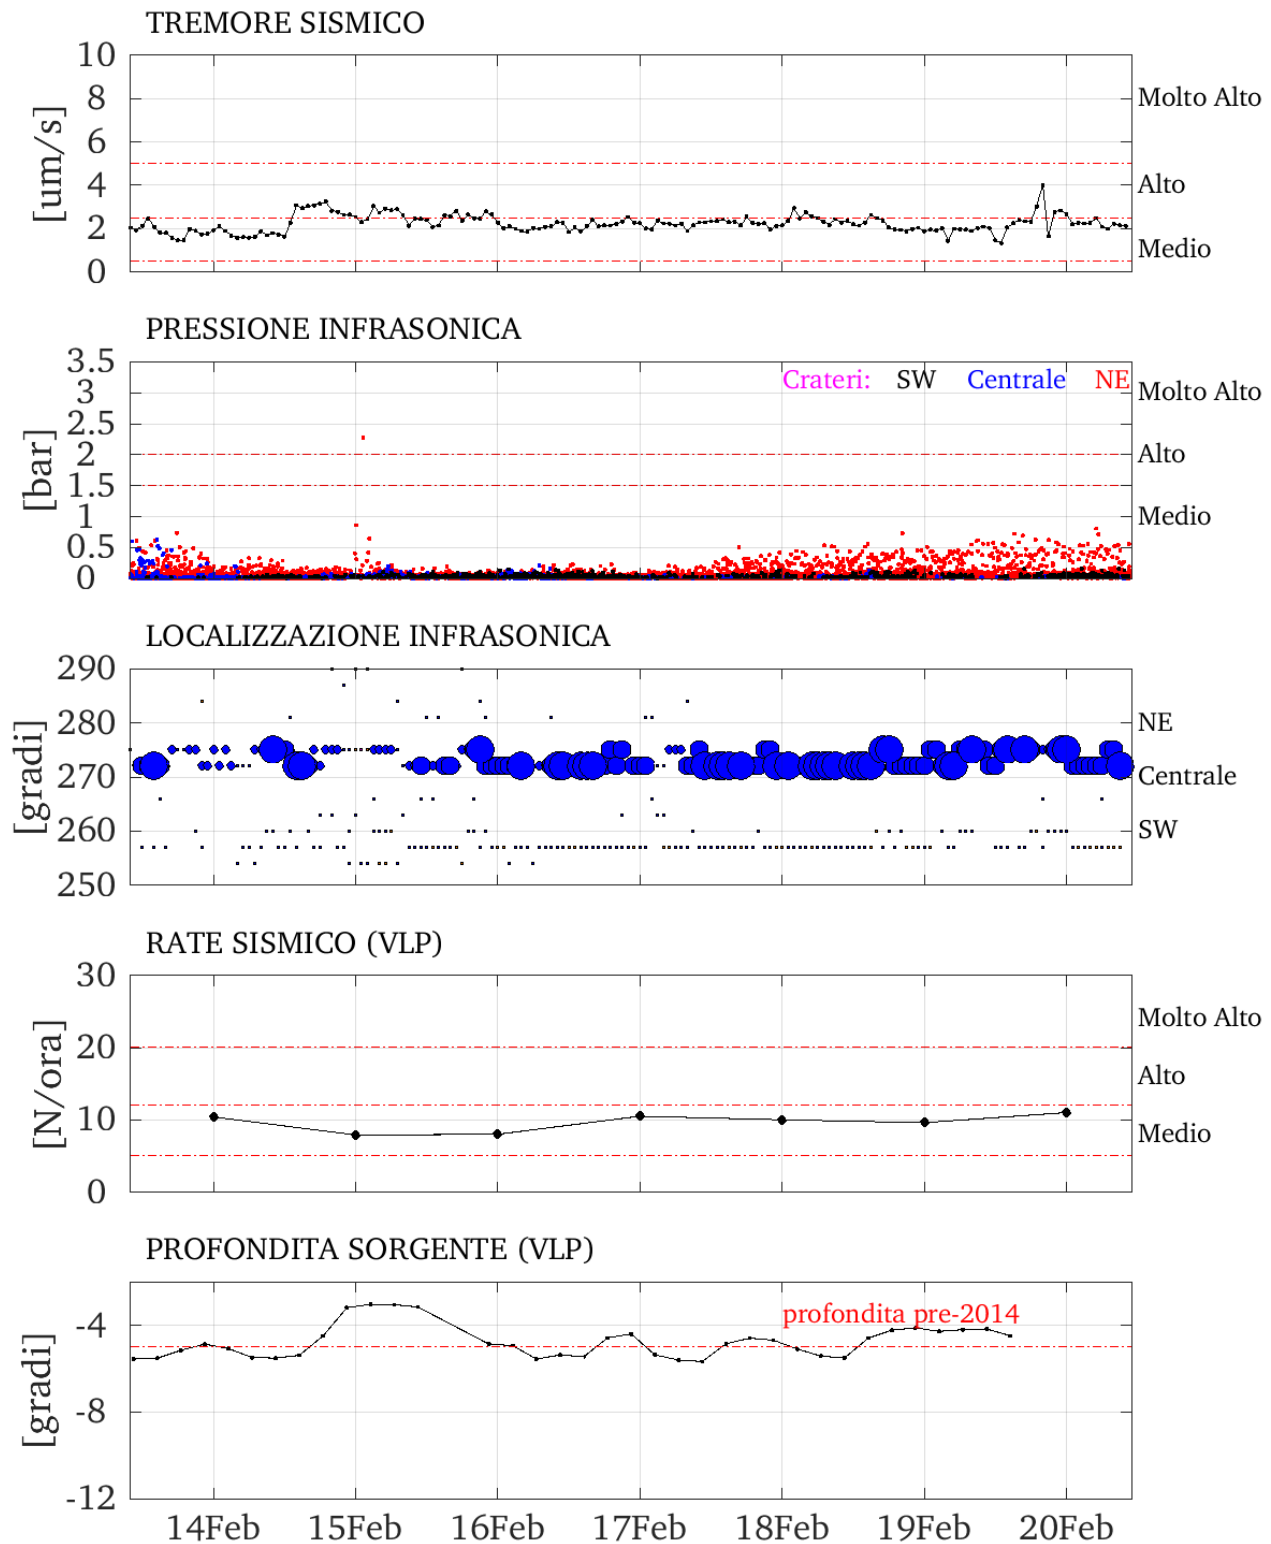 TREMORE SISMICO
10
8
6
4
2
0
[um/s]
Molto Alto
Alto
Medio
PRESSIONE INFRASONICA
3.5
3
2.5
2
1.5
1
0.5
0
[bar]
Crateri: SW Centrale NE
Molto Alto
Alto
Medio
LOCALIZZAZIONE INFRASONICA
290
280
270
260
250
[gradi]
NE
Centrale
SW
RATE SISMICO (VLP)
30
20
10
0
[N/ora]
Molto Alto
Alto
Medio
PROFONDITA SORGENTE (VLP)
-4
-8
-12
[gradi]
profondita pre-2014
14Feb 15Feb 16Feb 17Feb 18Feb 19Feb 20Feb